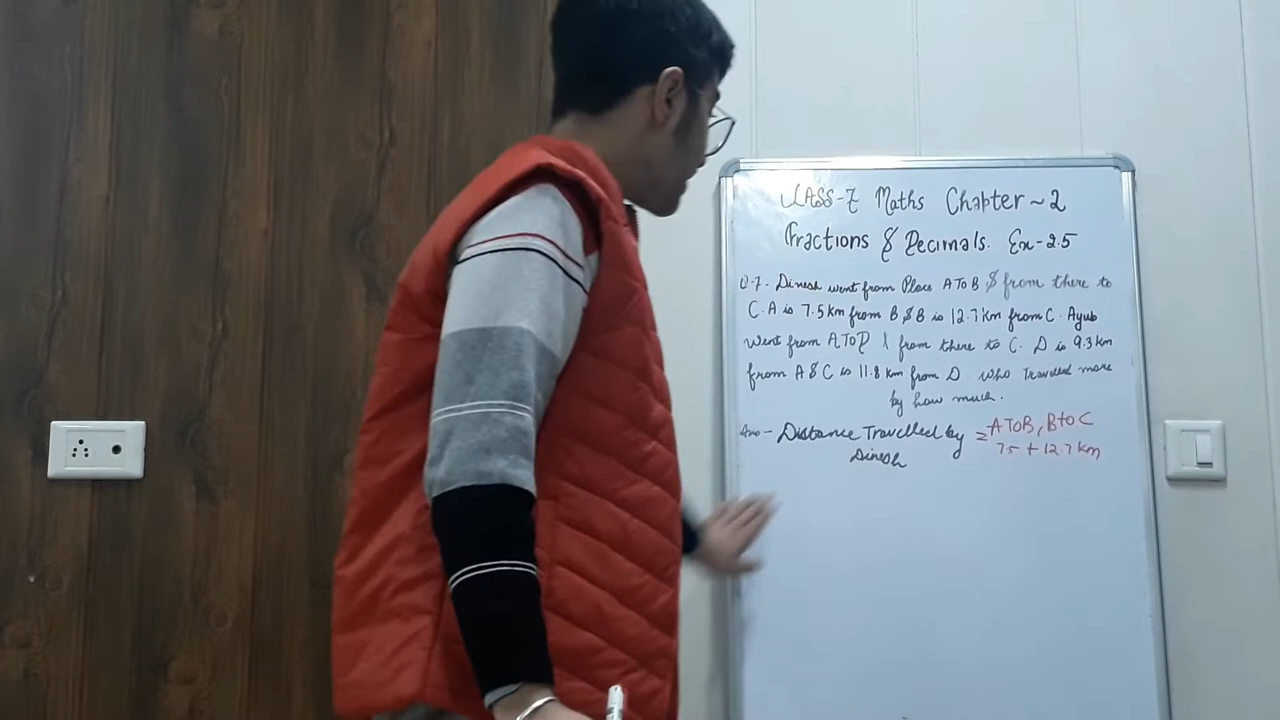 CLASS-7 Maths Chapter ~ 2
Fractions & Decimals. Ex-2.5
Q.7. Dinesh went from Place A To B & from there to
C. A is 7.5 km from B & B is 12.7 km from C. Ayub
Went from A To D & from there to C. D is 9.3 km
from A & C is 11.8 km from D who Travelled more
by how much.
Ans - Distance Travelled by Dinesh
= A TO B, B to C
7.5 + 12.7 km